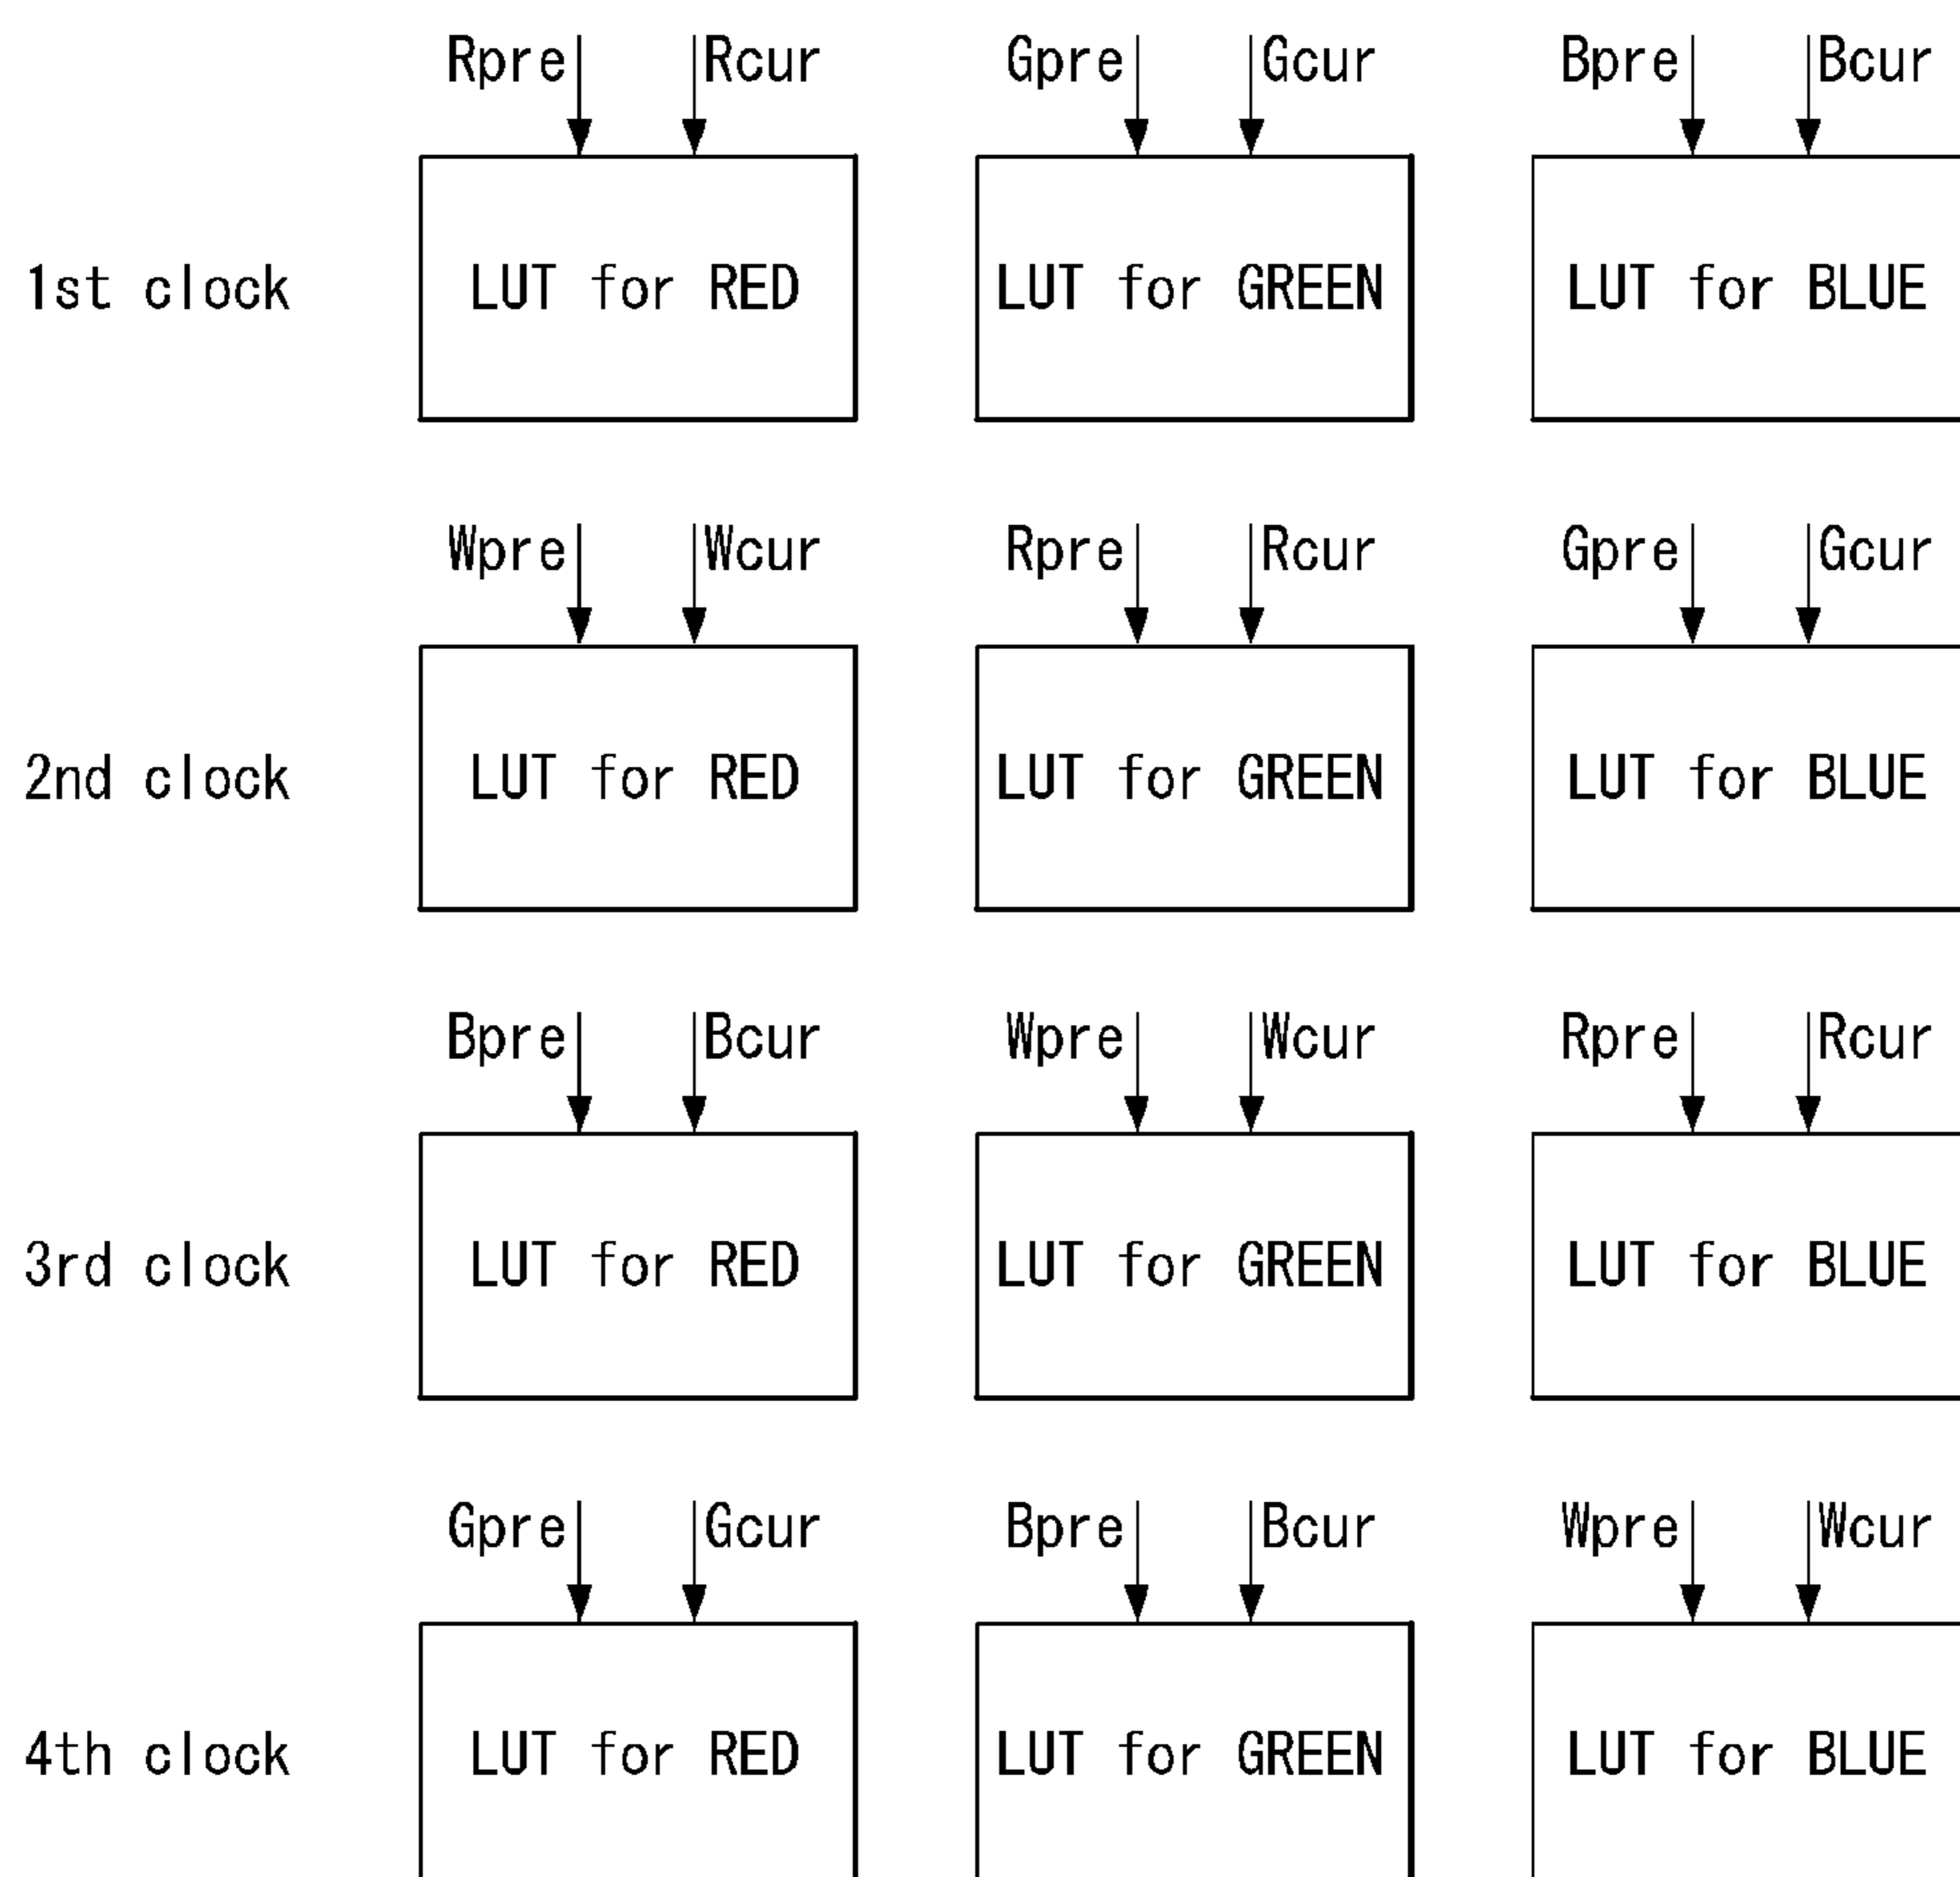 Rpre Rcur Gpre Gcur Bpre Bcur
1st clock LUT for RED LUT for GREEN LUT for BLUE
Wpre Wcur Rpre Rcur Gpre Gcur
2nd clock LUT for RED LUT for GREEN LUT for BLUE
Bpre Bcur Wpre Wcur Rpre Rcur
3rd clock LUT for RED LUT for GREEN LUT for BLUE
Gpre Gcur Bpre Bcur Wpre Wcur
4th clock LUT for RED LUT for GREEN LUT for BLUE